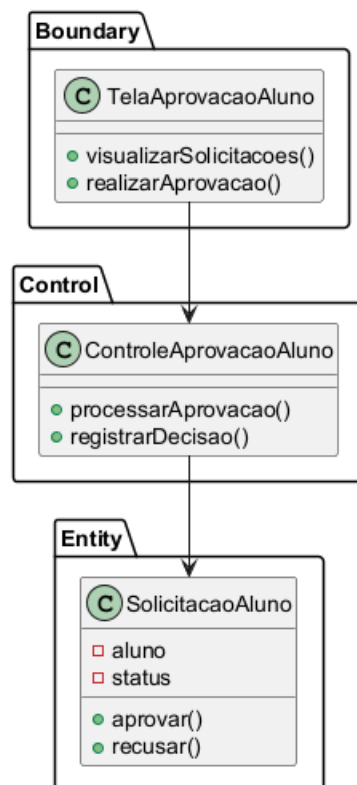 Boundary
C TelaAprovacaoAluno
visualizarSolicitacoes()
realizarAprovacao()
Control
C ControleAprovacaoAluno
processarAprovacao()
registrarDecisao()
Entity
C SolicitacaoAluno
aluno
status
aprovar()
recusar()